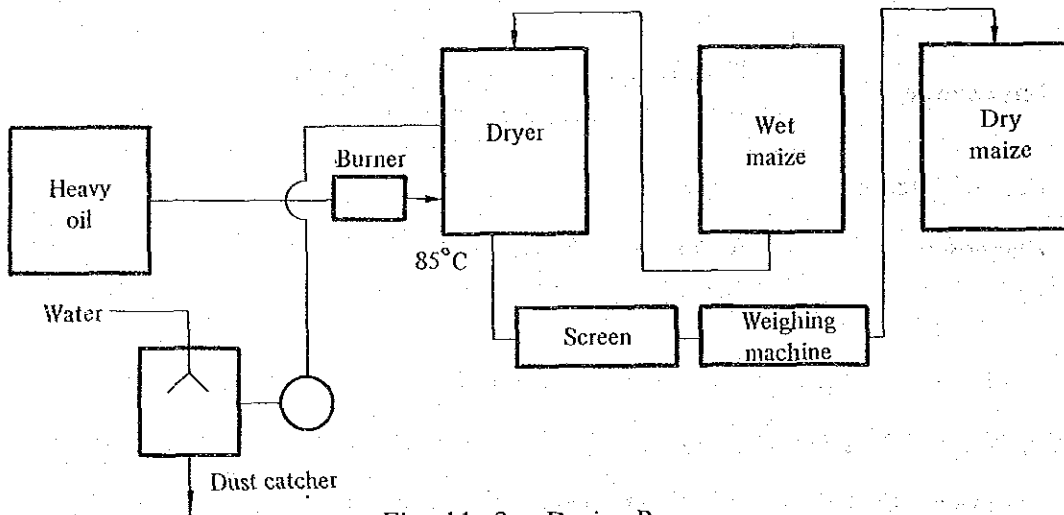 Dryer
Wet
maize
Dry
maize
Burner
Heavy
oil
85°C
Water
Screen
Weighing
machine
Dust catcher